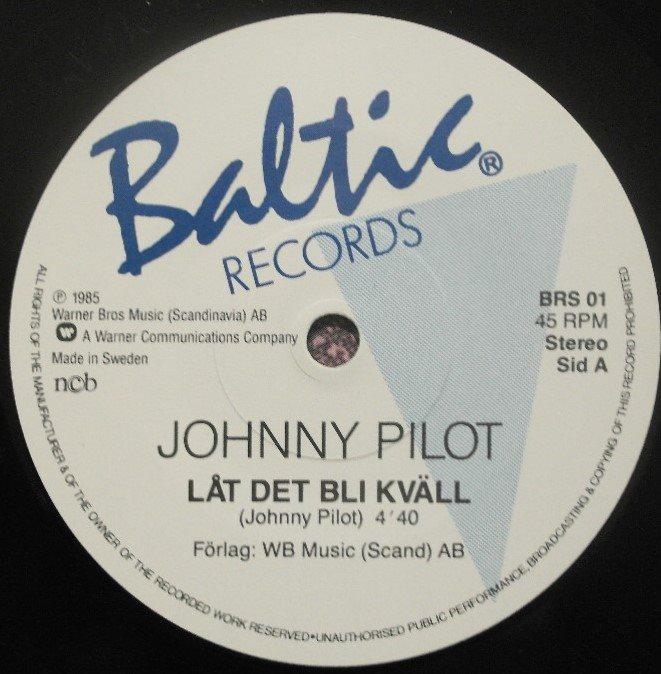 Baltic®
RECORDS
℗ 1985
Warner Bros Music (Scandinavia) AB
A Warner Communications Company
Made in Sweden
ncb
BRS 01
45 RPM
Stereo
Sid A
JOHNNY PILOT
LÅT DET BLI KVÄLL
(Johnny Pilot) 4'40
Förlag: WB Music (Scand) AB
ALL RIGHTS OF THE MANUFACTURER & OF THE OWNER OF THE RECORDED WORK RESERVED•UNAUTHORISED PUBLIC PERFORMANCE, BROADCASTING & COPYING OF THIS RECORD PROHIBITED